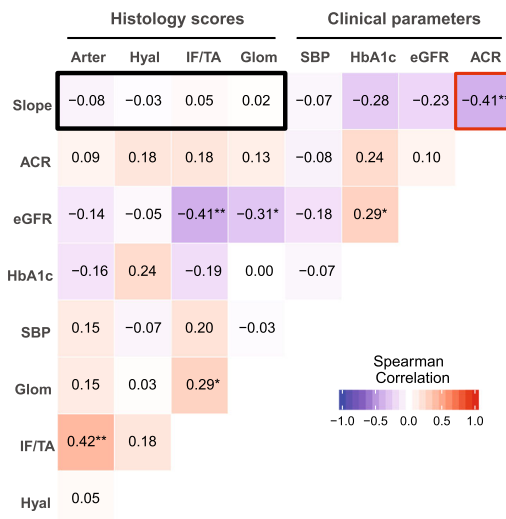 Histology scores Clinical parameters
Arter Hyal IF/TA Glom SBP HbA1c eGFR ACR
Slope −0.08 −0.03 0.05 0.02 −0.07 −0.28 −0.23 −0.41**
ACR 0.09 0.18 0.18 0.13 −0.08 0.24 0.10
eGFR −0.14 −0.05 −0.41** −0.31* −0.18 0.29*
HbA1c −0.16 0.24 −0.19 0.00 −0.07
SBP 0.15 −0.07 0.20 −0.03
Glom 0.15 0.03 0.29*
IF/TA 0.42** 0.18
Hyal 0.05
Spearman
Correlation
−1.0 −0.5 0.0 0.5 1.0